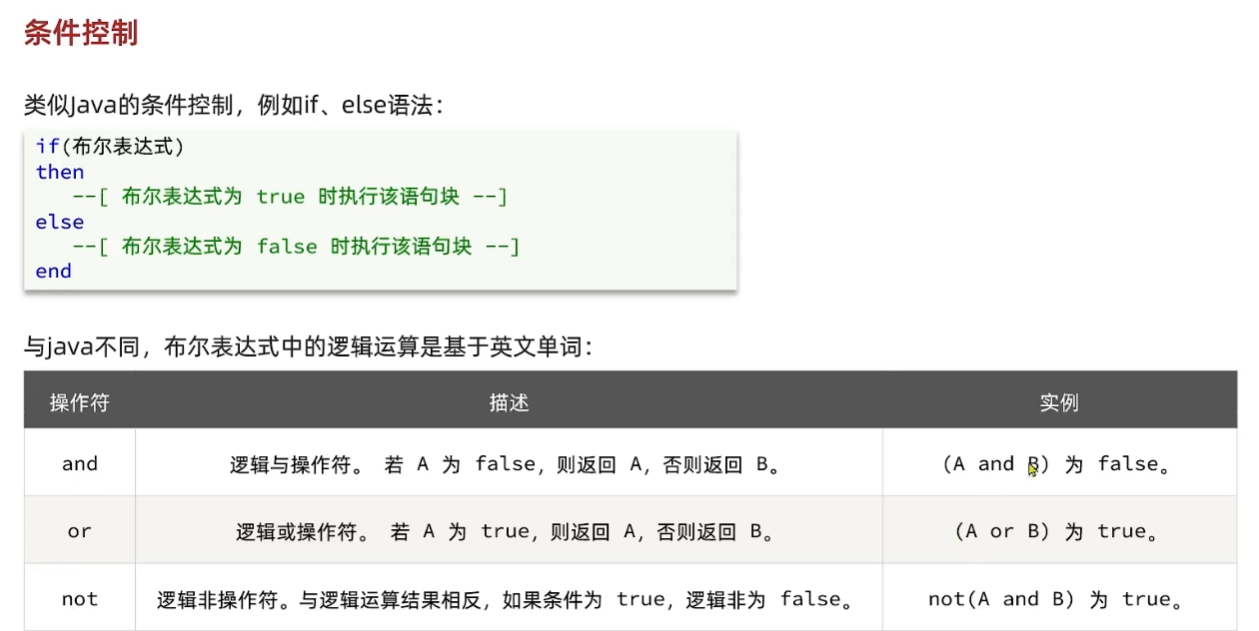 条件控制
类似Java的条件控制，例如if、else语法：
if(布尔表达式)
then
--[ 布尔表达式为 true 时执行该语句块 --]
else
--[ 布尔表达式为 false 时执行该语句块 --]
end
与java不同，布尔表达式中的逻辑运算是基于英文单词：
操作符 描述 实例
and 逻辑与操作符。 若 A 为 false，则返回 A，否则返回 B。 (A and B) 为 false。
or 逻辑或操作符。 若 A 为 true，则返回 A，否则返回 B。 (A or B) 为 true。
not 逻辑非操作符。与逻辑运算结果相反，如果条件为 true，逻辑非为 false。 not(A and B) 为 true。